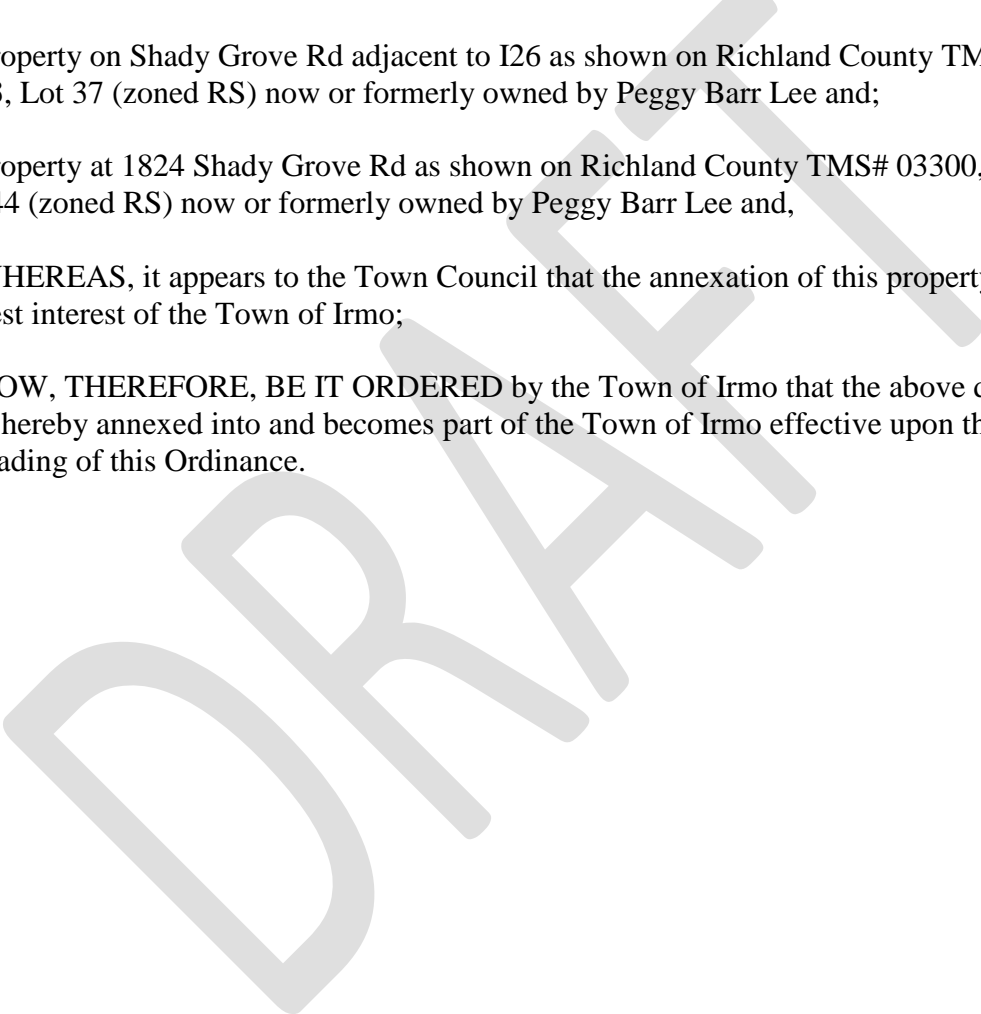 roperty on Shady Grove Rd adjacent to I26 as shown on Richland County TM
3, Lot 37 (zoned RS) now or formerly owned by Peggy Barr Lee and;
roperty at 1824 Shady Grove Rd as shown on Richland County TMS# 03300,
44 (zoned RS) now or formerly owned by Peggy Barr Lee and,
HEREAS, it appears to the Town Council that the annexation of this property
est interest of the Town of Irmo;
OW, THEREFORE, BE IT ORDERED by the Town of Irmo that the above
hereby annexed into and becomes part of the Town of Irmo effective upon th
ading of this Ordinance.
DRAFT